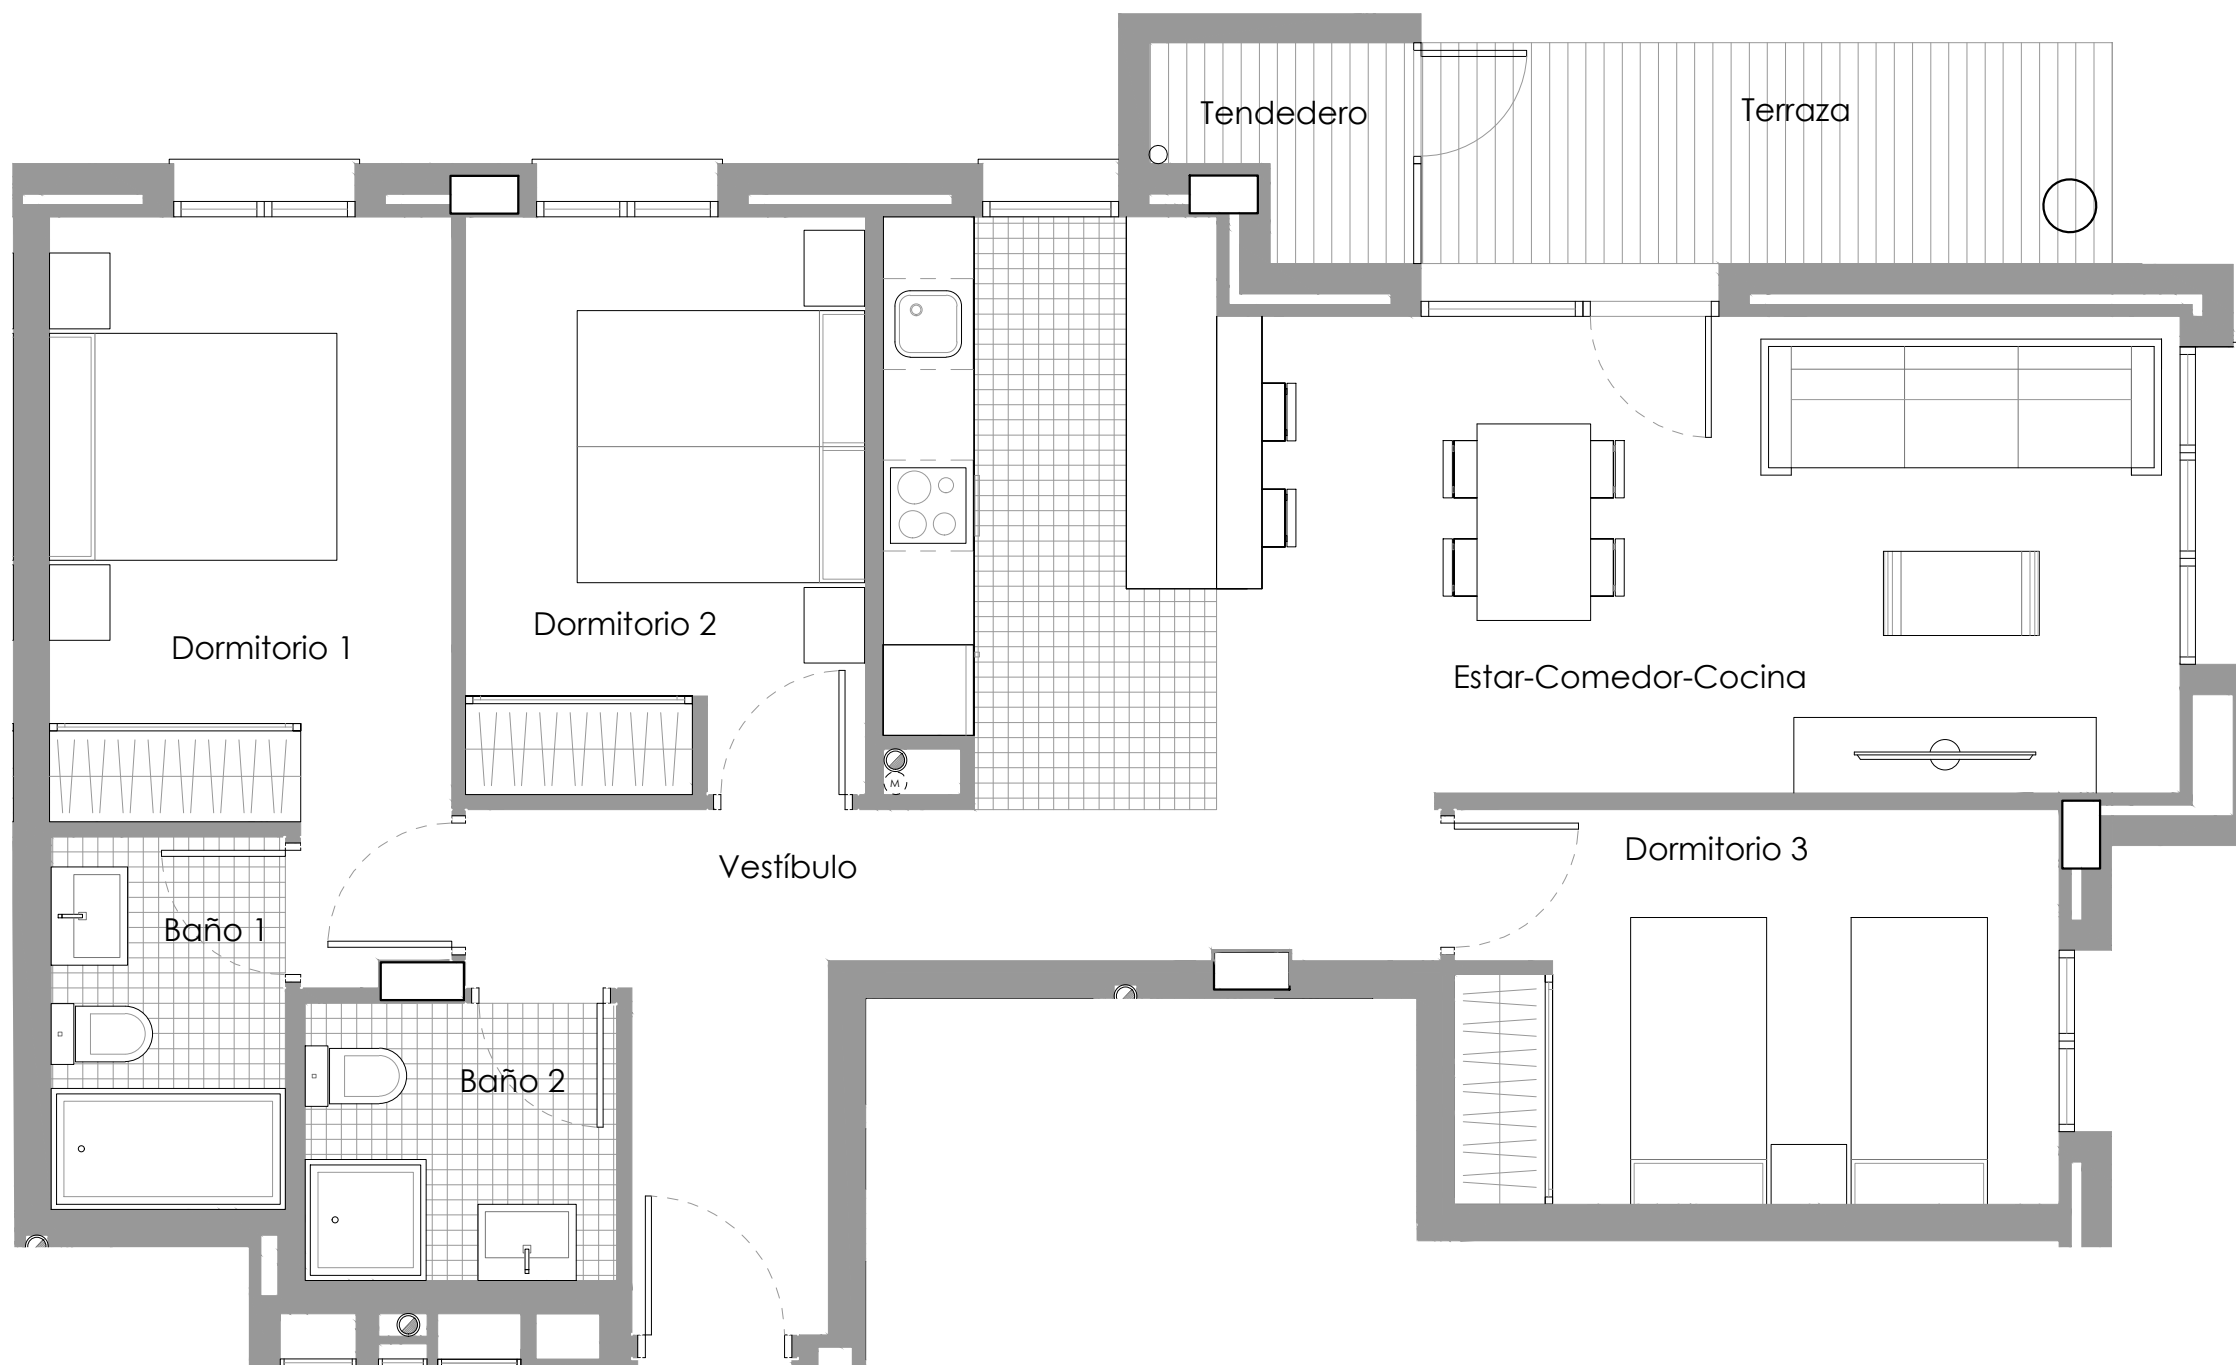 Tendedero
Terraza
Dormitorio 1
Dormitorio 2
Estar-Comedor-Cocina
M
Vestíbulo
Dormitorio 3
Baño 1
Baño 2